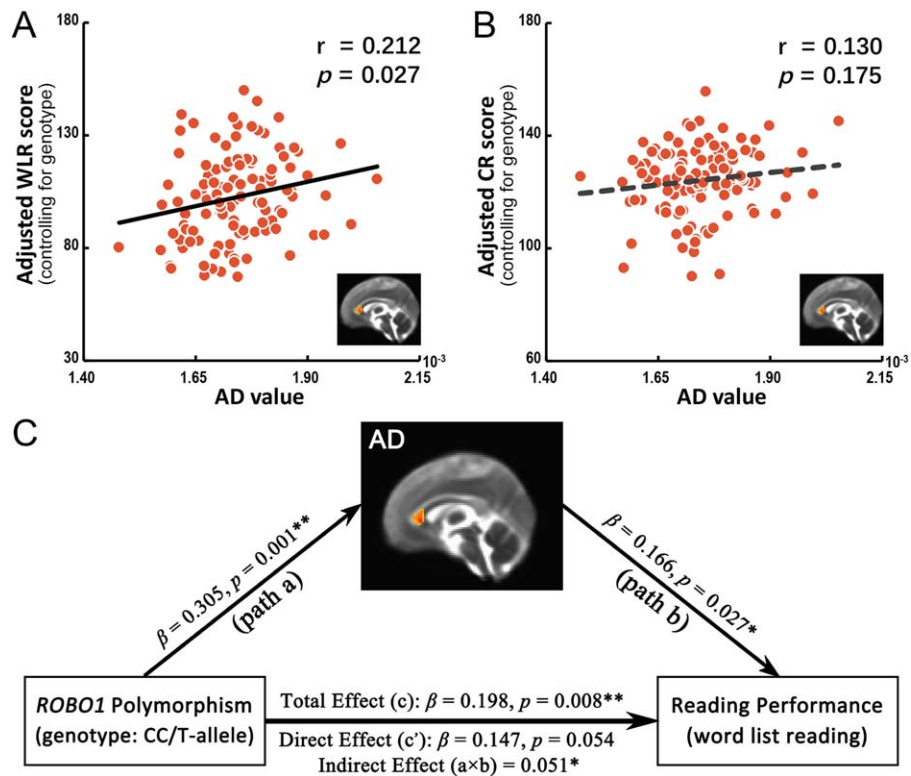 A
r = 0.212
p = 0.027
Adjusted WLR score
(controlling for genotype)
180
130
80
30
1.40
1.65
1.90
2.15
10-3
AD value
B
r = 0.130
p = 0.175
Adjusted CR score
(controlling for genotype)
180
140
100
60
1.40
1.65
1.90
2.15
10-3
AD value
C
AD
β = 0.305, p = 0.001**
(path a)
β = 0.166, p = 0.027*
(path b)
ROBO1 Polymorphism
(genotype: CC/T-allele)
Total Effect (c): β = 0.198, p = 0.008**
Direct Effect (c'): β = 0.147, p = 0.054
Indirect Effect (a×b) = 0.051*
Reading Performance
(word list reading)